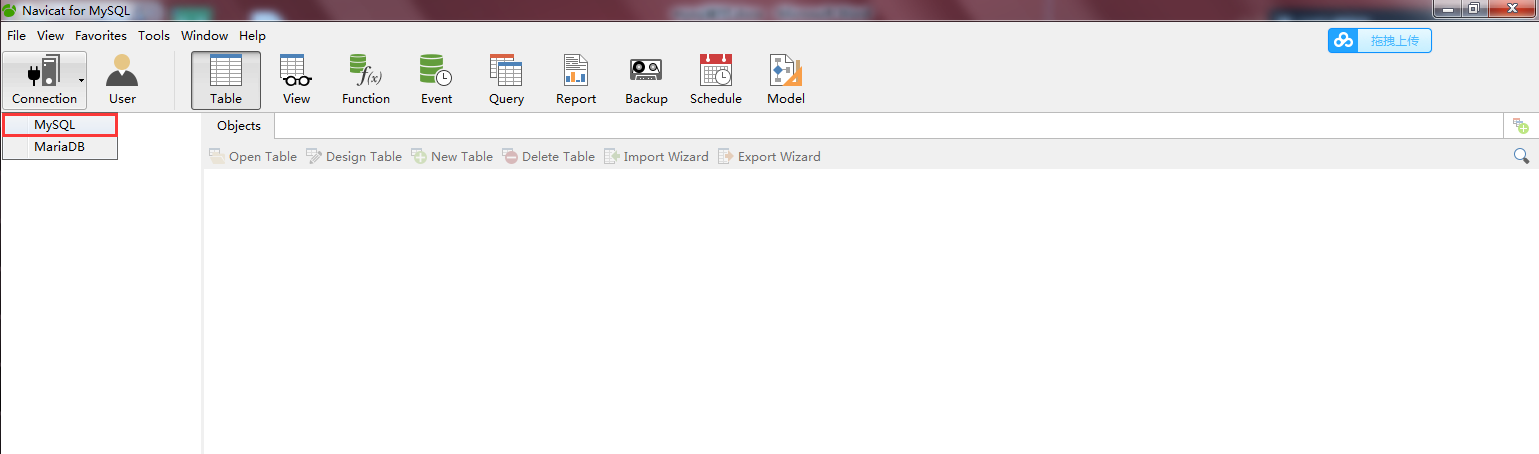 Navicat for MySQL
File View Favorites Tools Window Help
拖拽上传
Connection User Table View Function Event Query Report Backup Schedule Model
f(x)
MySQL
MariaDB
Objects
Open Table Design Table New Table Delete Table Import Wizard Export Wizard